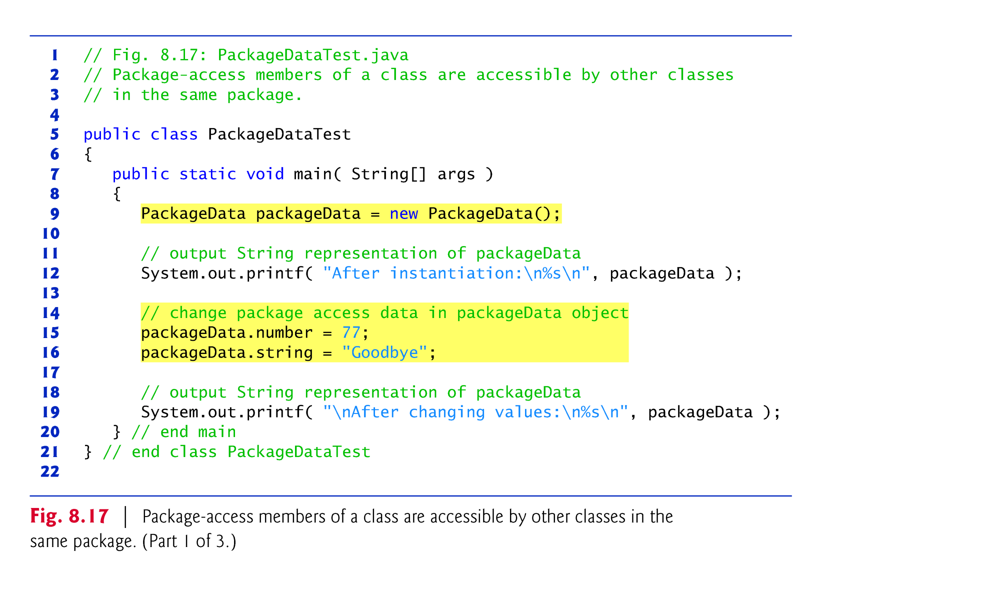 1 // Fig. 8.17: PackageDataTest.java
2 // Package-access members of a class are accessible by other classes
3 // in the same package.
4
5 public class PackageDataTest
6 {
7    public static void main( String[] args )
8    {
9       PackageData packageData = new PackageData();
10
11       // output String representation of packageData
12       System.out.printf( "After instantiation:\n%s\n", packageData );
13
14       // change package access data in packageData object
15       packageData.number = 77;
16       packageData.string = "Goodbye";
17
18       // output String representation of packageData
19       System.out.printf( "\nAfter changing values:\n%s\n", packageData );
20    } // end main
21 } // end class PackageDataTest
22
Fig. 8.17 | Package-access members of a class are accessible by other classes in the
same package. (Part 1 of 3.)